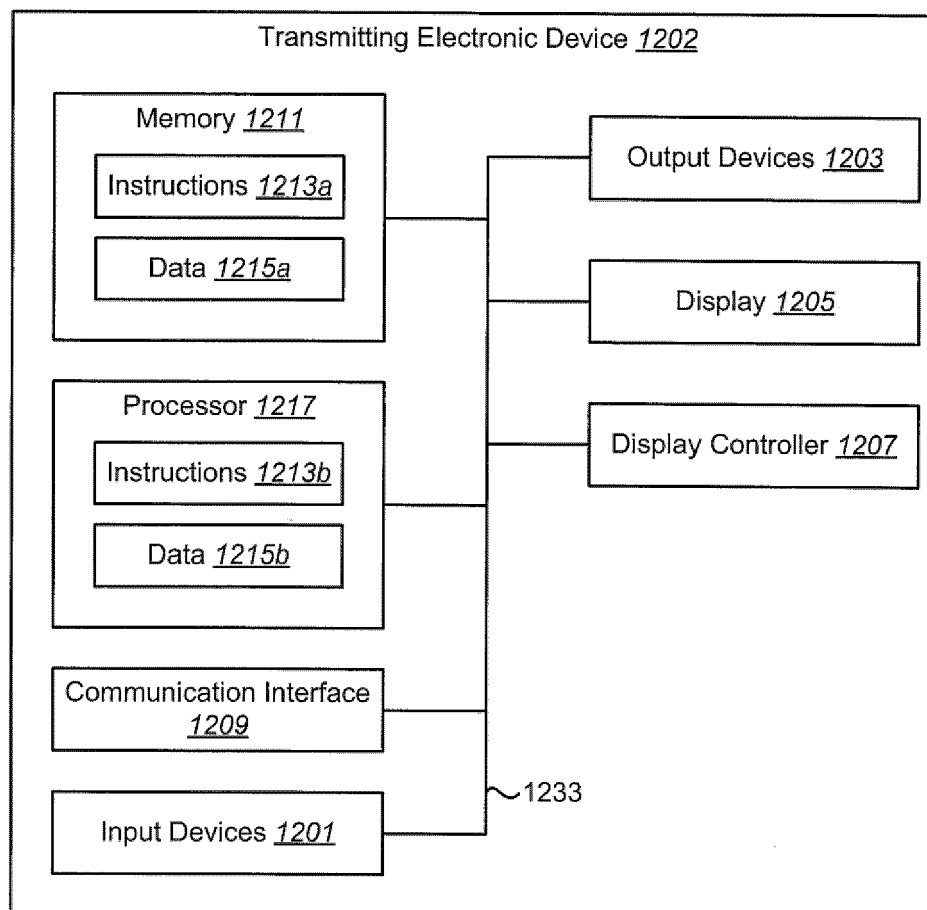 Transmitting Electronic Device 1202
Memory 1211
Instructions 1213a
Data 1215a
Processor 1217
Instructions 1213b
Data 1215b
Communication Interface
1209
Input Devices 1201
Output Devices 1203
Display 1205
Display Controller 1207
1233